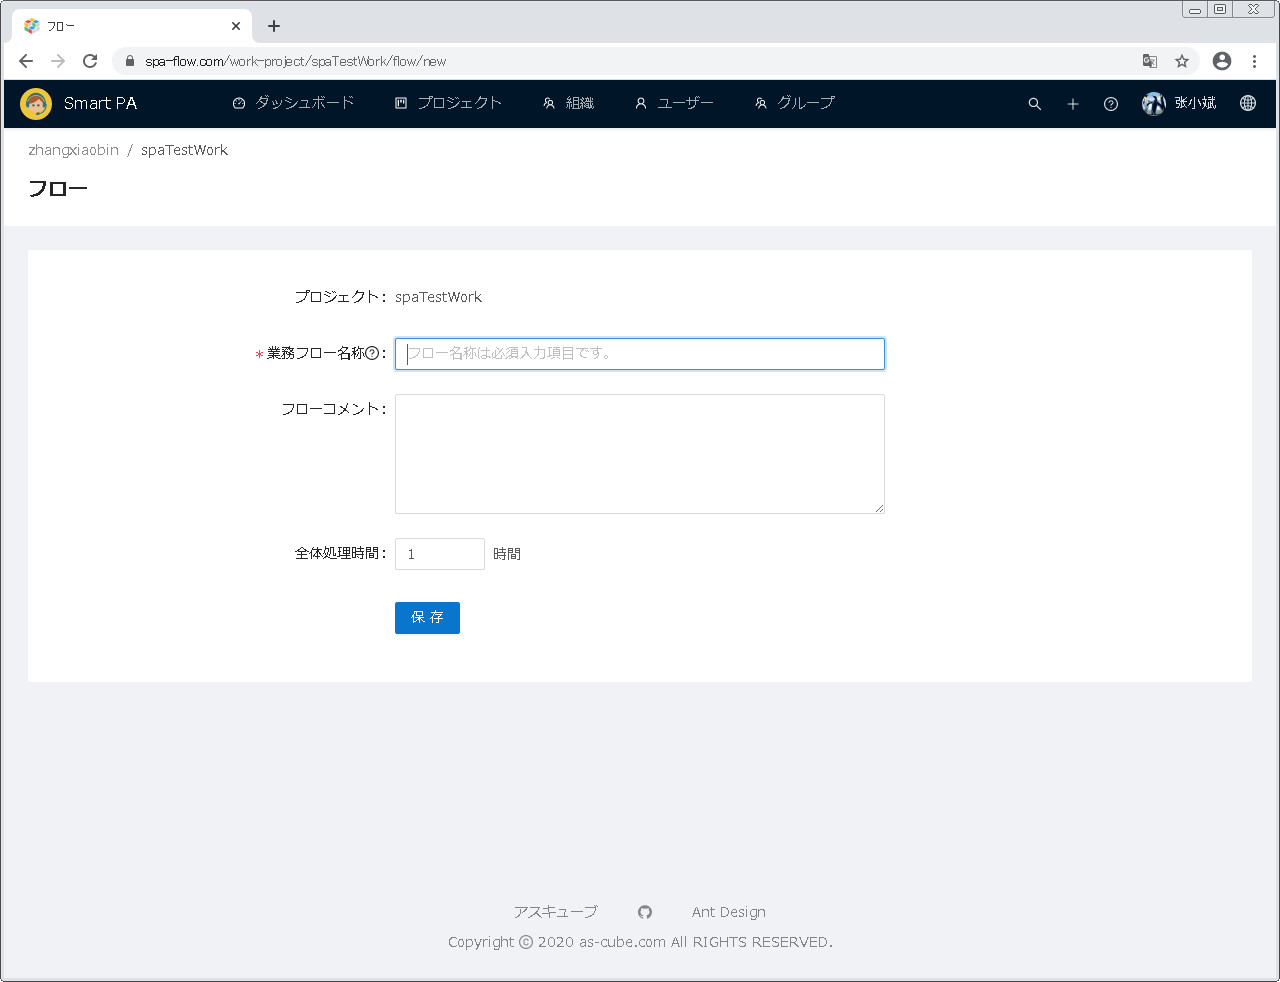 フロー
spa-flow.com/work-project/spaTestWork/flow/new
Smart PA ダッシュボード プロジェクト 組織 ユーザー グループ 张小斌
zhangxiaobin / spaTestWork
フロー
プロジェクト: spaTestWork
* 業務フロー名称: フロー名称は必須入力項目です。
フローコメント:
全体処理時間: 1 時間
保 存
アスキューブ Ant Design
Copyright © 2020 as-cube.com All RIGHTS RESERVED.